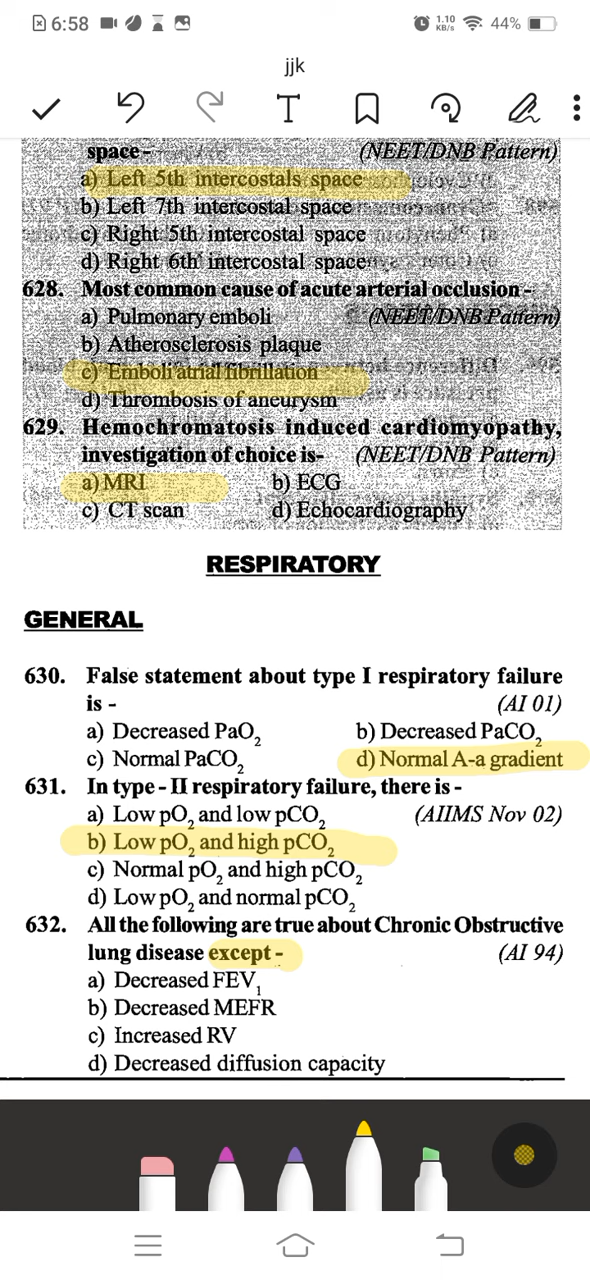 6:58
1.10 KB/s 44%
jjk
T
space - (NEET/DNB Pattern)
a) Left 5th intercostals space
b) Left 7th intercostal space
c) Right 5th intercostal space
d) Right 6th intercostal space
628. Most common cause of acute arterial occlusion -
a) Pulmonary emboli (NEET/DNB Pattern)
b) Atherosclerosis plaque
c) Emboli atrial fibrillation
d) Thrombosis of aneurysm
629. Hemochromatosis induced cardiomyopathy,
investigation of choice is- (NEET/DNB Pattern)
a) MRI b) ECG
c) CT scan d) Echocardiography
RESPIRATORY
GENERAL
630. False statement about type I respiratory failure
is - (AI 01)
a) Decreased PaO₂ b) Decreased PaCO₂
c) Normal PaCO₂ d) Normal A-a gradient
631. In type - II respiratory failure, there is -
a) Low pO₂ and low pCO₂ (AIIMS Nov 02)
b) Low pO₂ and high pCO₂
c) Normal pO₂ and high pCO₂
d) Low pO₂ and normal pCO₂
632. All the following are true about Chronic Obstructive
lung disease except - (AI 94)
a) Decreased FEV₁
b) Decreased MEFR
c) Increased RV
d) Decreased diffusion capacity